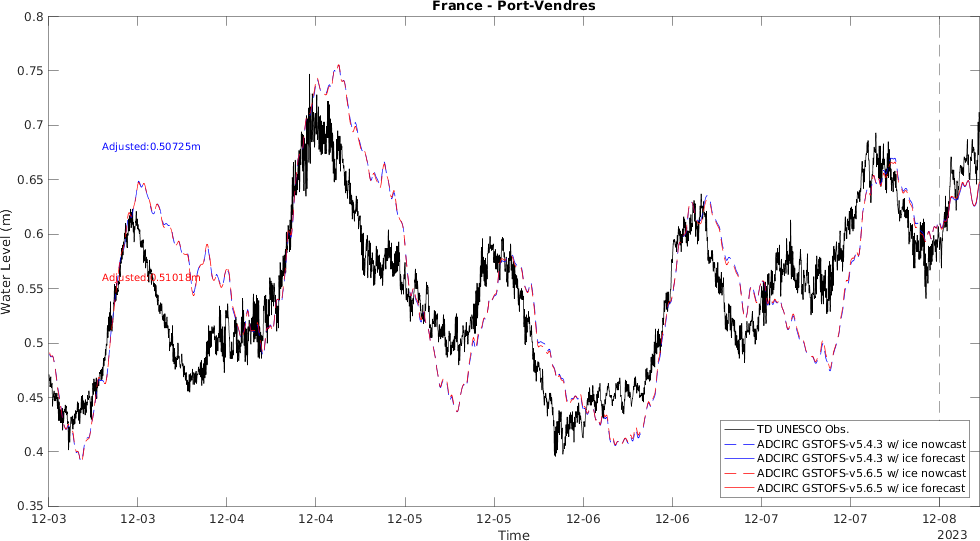 France - Port-Vendres
0.8
0.75
0.7
0.65
0.6
0.55
0.5
0.45
0.4
0.35
Water Level (m)
Adjusted:0.50725m
Adjusted:0.51018m
TD UNESCO Obs.
ADCIRC GSTOFS-v5.4.3 w/ ice nowcast
ADCIRC GSTOFS-v5.4.3 w/ ice forecast
ADCIRC GSTOFS-v5.6.5 w/ ice nowcast
ADCIRC GSTOFS-v5.6.5 w/ ice forecast
12-03 12-03 12-04 12-04 12-05 12-05 12-06 12-06 12-07 12-07 12-08
2023
Time